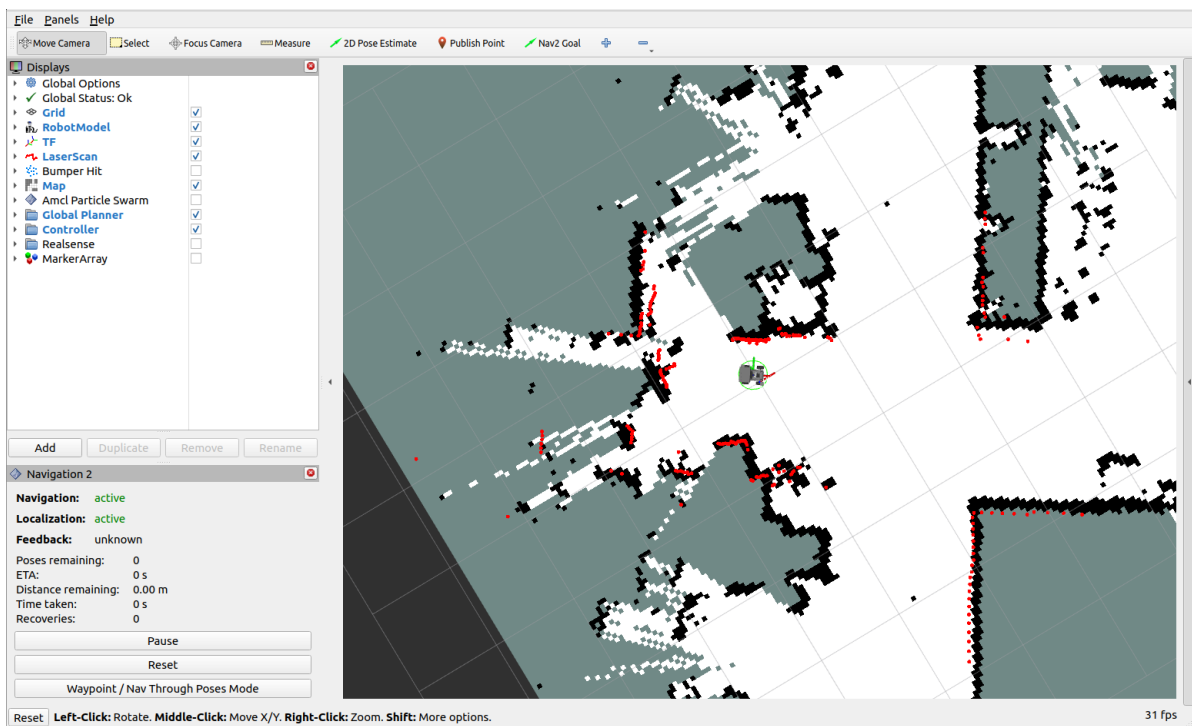 File Panels Help
Move Camera Select Focus Camera Measure 2D Pose Estimate Publish Point Nav2 Goal
Displays
Global Options
Global Status: Ok
Grid
RobotModel
TF
LaserScan
Bumper Hit
Map
Amcl Particle Swarm
Global Planner
Controller
Realsense
MarkerArray
Add Duplicate Remove Rename
Navigation 2
Navigation: active
Localization: active
Feedback: unknown
Poses remaining: 0
ETA: 0 s
Distance remaining: 0.00 m
Time taken: 0 s
Recoveries: 0
Pause
Reset
Waypoint / Nav Through Poses Mode
Reset Left-Click: Rotate. Middle-Click: Move X/Y. Right-Click: Zoom. Shift: More options. 31 fps